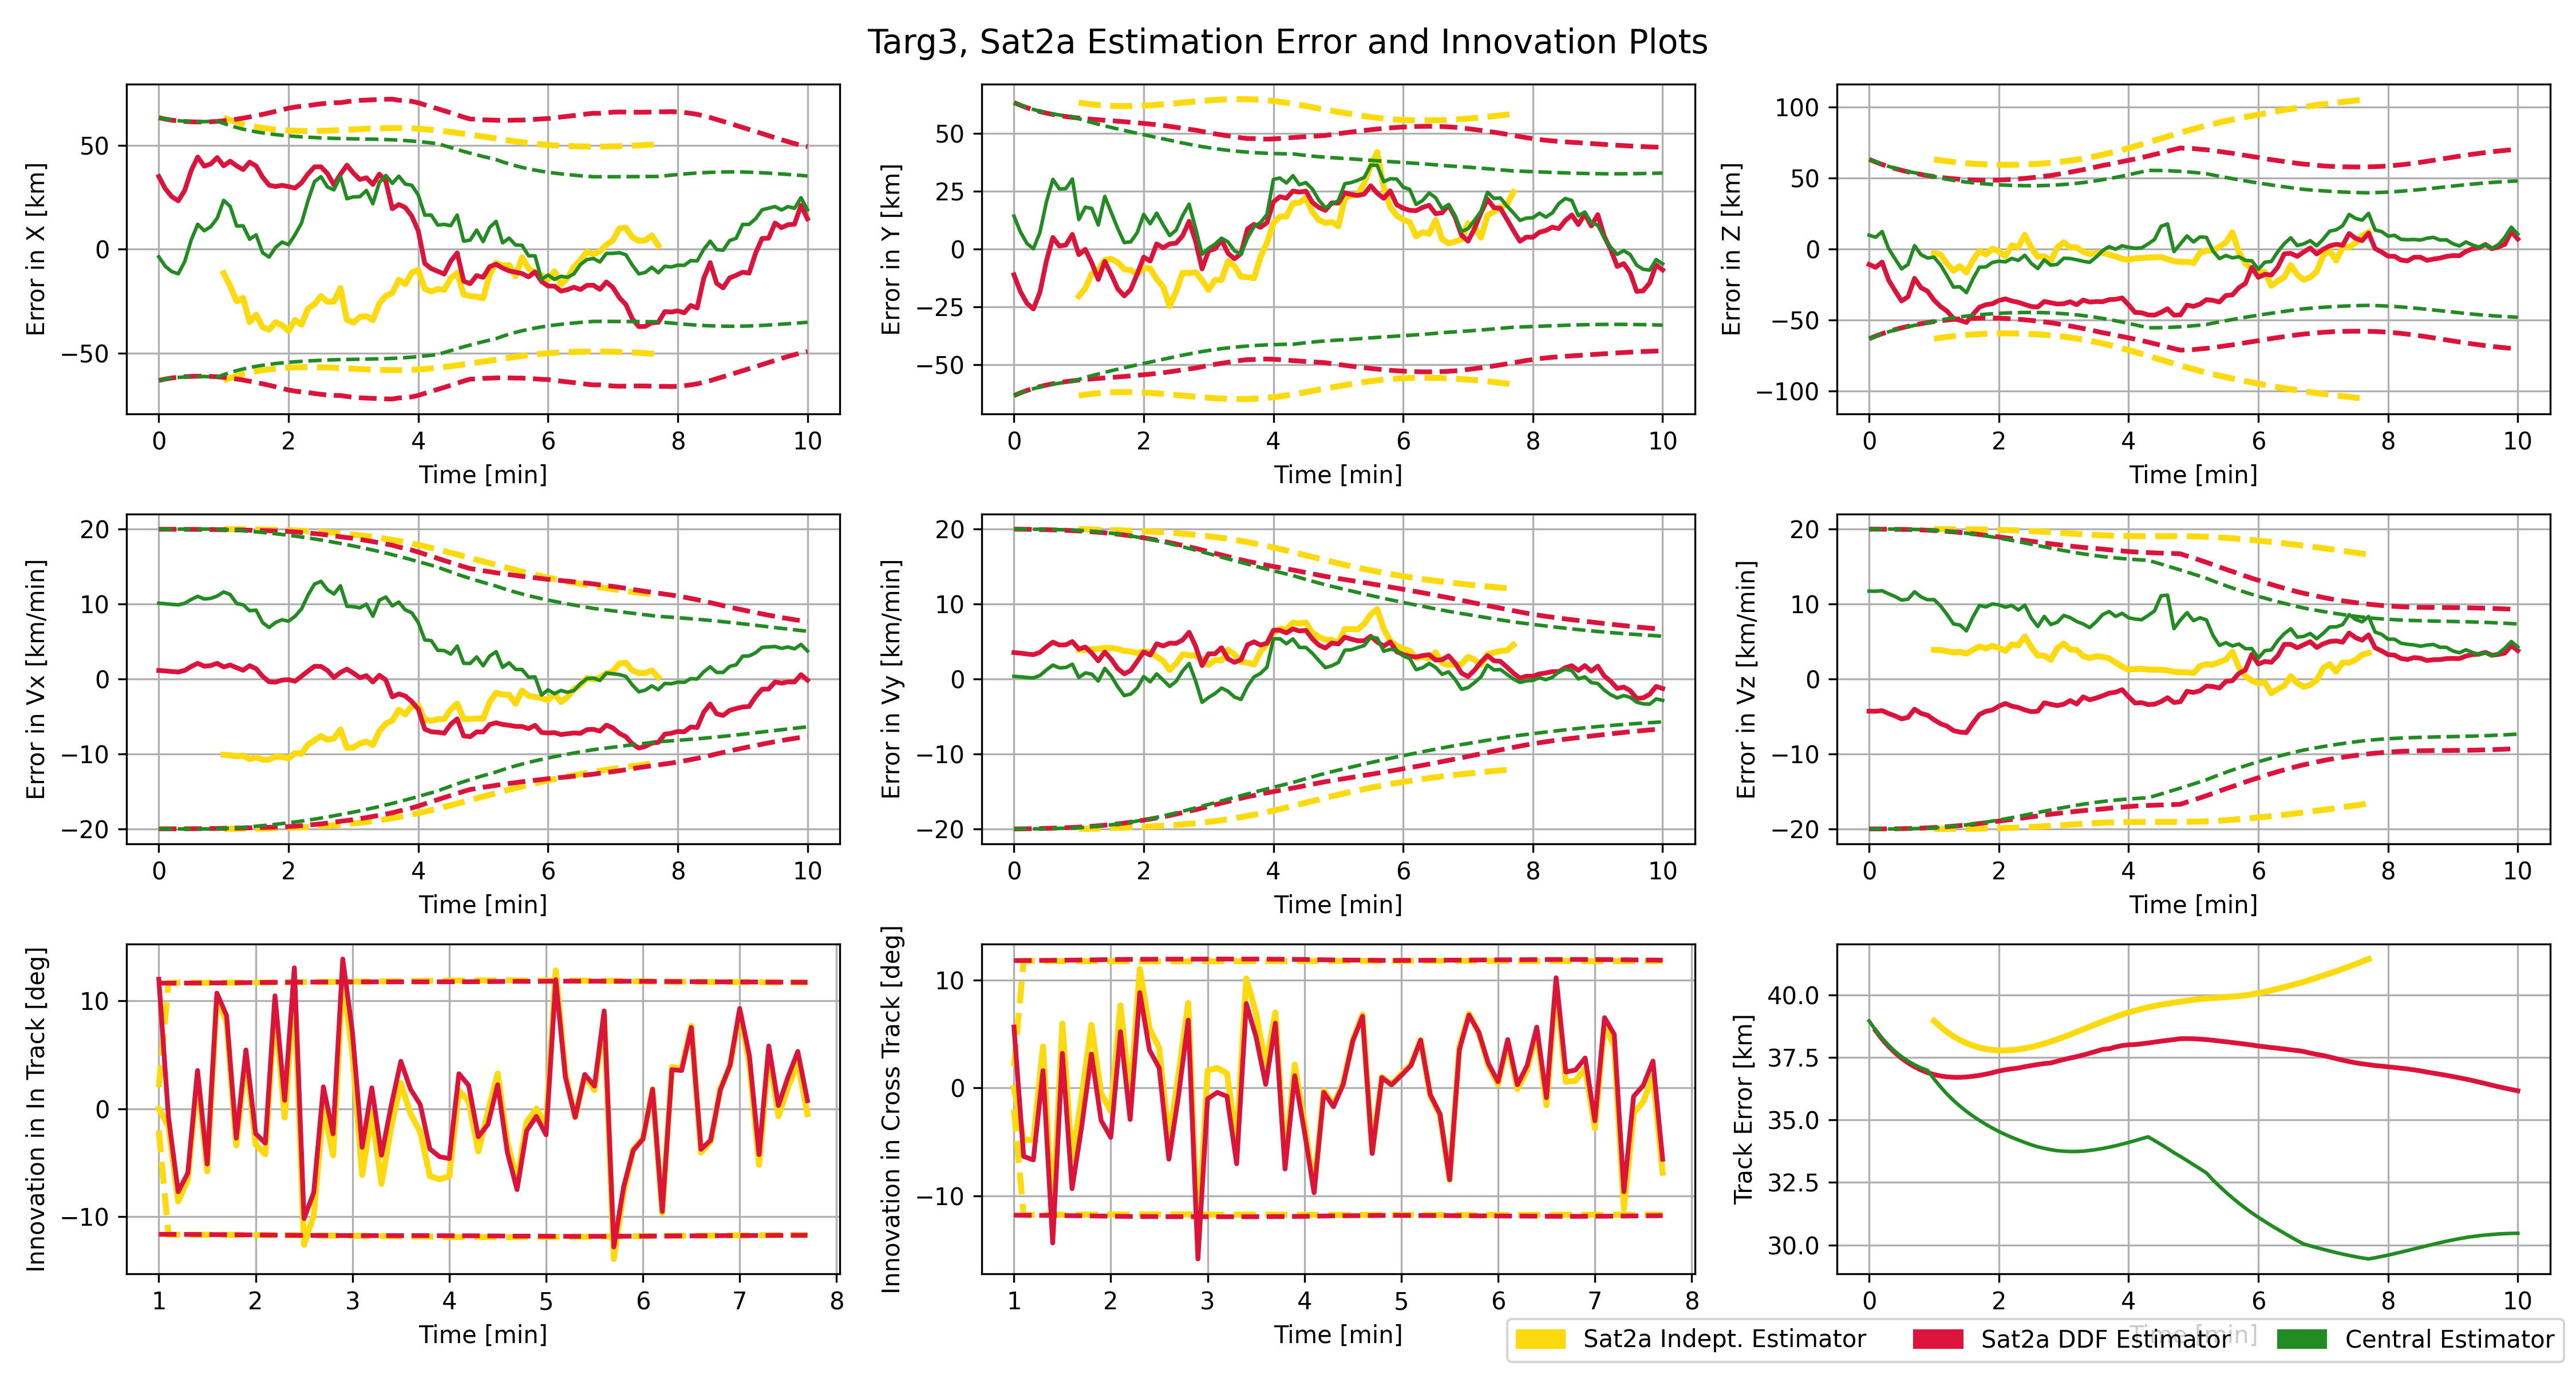 Targ3, Sat2a Estimation Error and Innovation Plots
Error in X [km]
50
0
−50
0 2 4 6 8 10
Time [min]
Error in Y [km]
50
25
0
−25
−50
0 2 4 6 8 10
Time [min]
Error in Z [km]
100
50
0
−50
−100
0 2 4 6 8 10
Time [min]
Error in Vx [km/min]
20
10
0
−10
−20
0 2 4 6 8 10
Time [min]
Error in Vy [km/min]
20
10
0
−10
−20
0 2 4 6 8 10
Time [min]
Error in Vz [km/min]
20
10
0
−10
−20
0 2 4 6 8 10
Time [min]
Innovation in In Track [deg]
10
0
−10
1 2 3 4 5 6 7 8
Time [min]
Innovation in Cross Track [deg]
10
0
−10
1 2 3 4 5 6 7 8
Time [min]
Track Error [km]
40.0
37.5
35.0
32.5
30.0
0 2 4 6 8 10
Time [min]
Sat2a Indept. Estimator Sat2a DDF Estimator Central Estimator